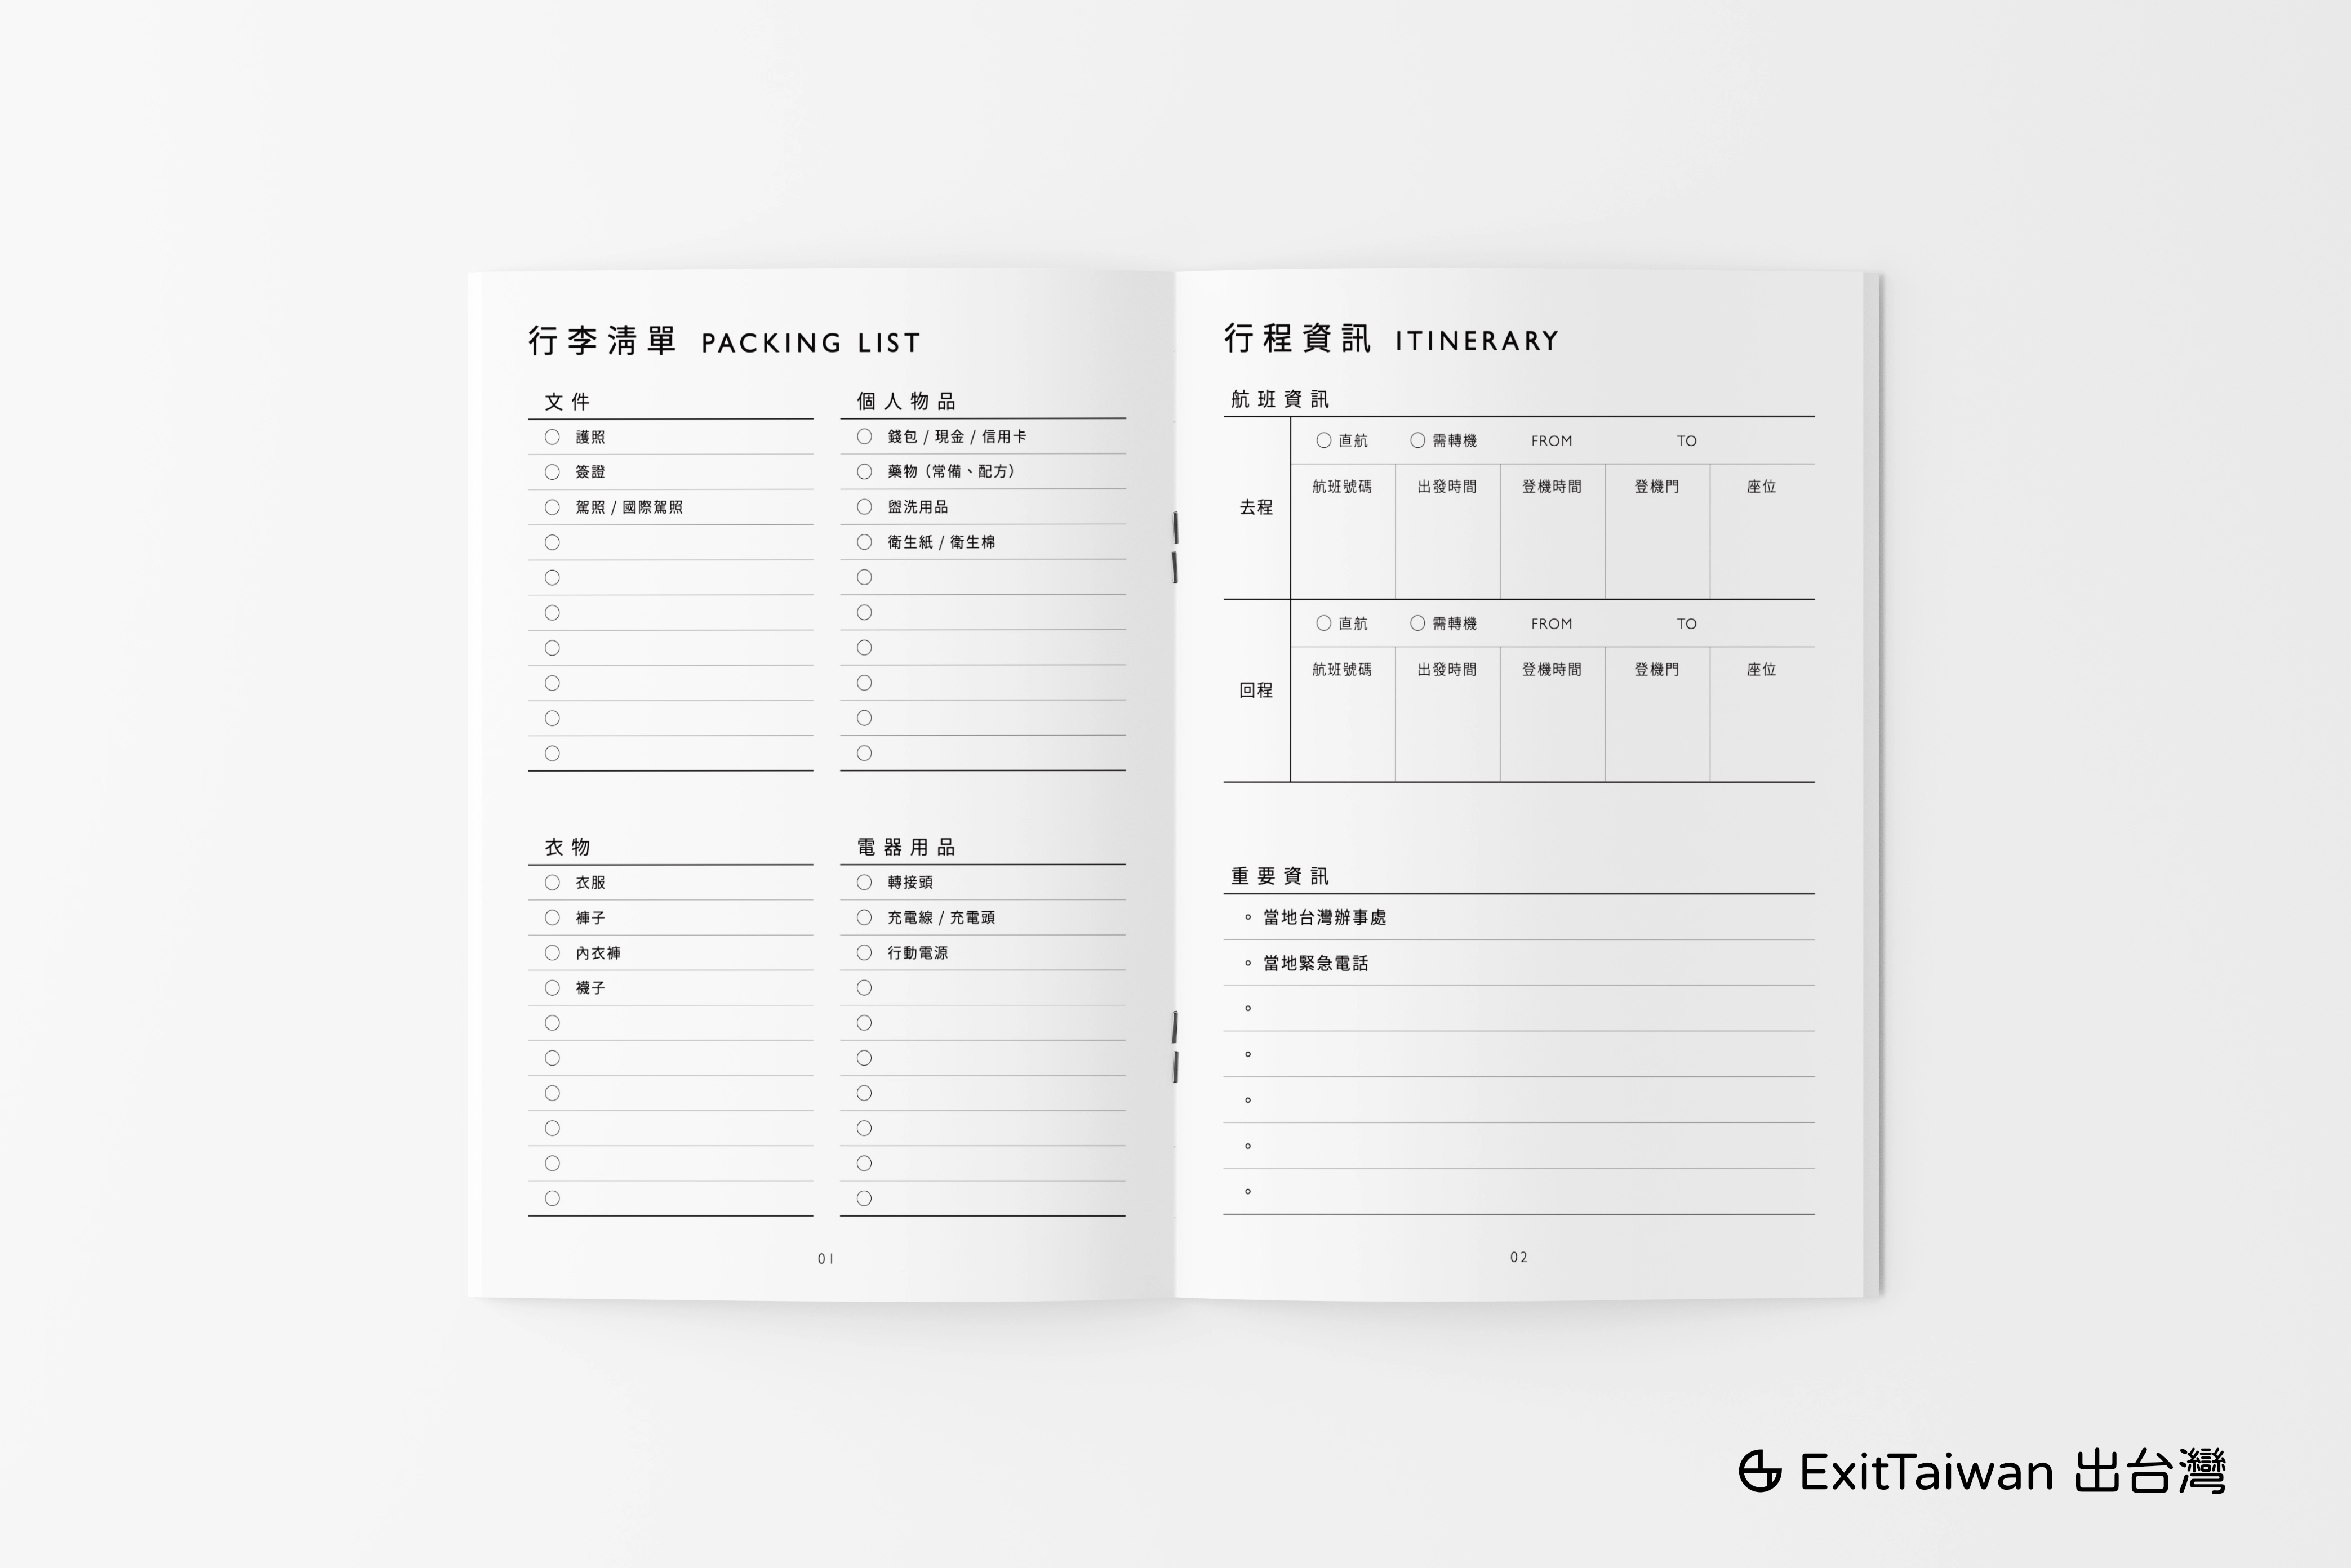 行李清單 PACKING LIST
文件
護照
簽證
駕照 / 國際駕照
個人物品
錢包 / 現金 / 信用卡
藥物（常備、配方）
盥洗用品
衛生紙 / 衛生棉
衣物
衣服
褲子
內衣褲
襪子
電器用品
轉接頭
充電線 / 充電頭
行動電源
01
行程資訊 ITINERARY
航班資訊
去程
直航 需轉機 FROM TO
航班號碼 出發時間 登機時間 登機門 座位
回程
直航 需轉機 FROM TO
航班號碼 出發時間 登機時間 登機門 座位
重要資訊
當地台灣辦事處
當地緊急電話
02
ExitTaiwan 出台灣